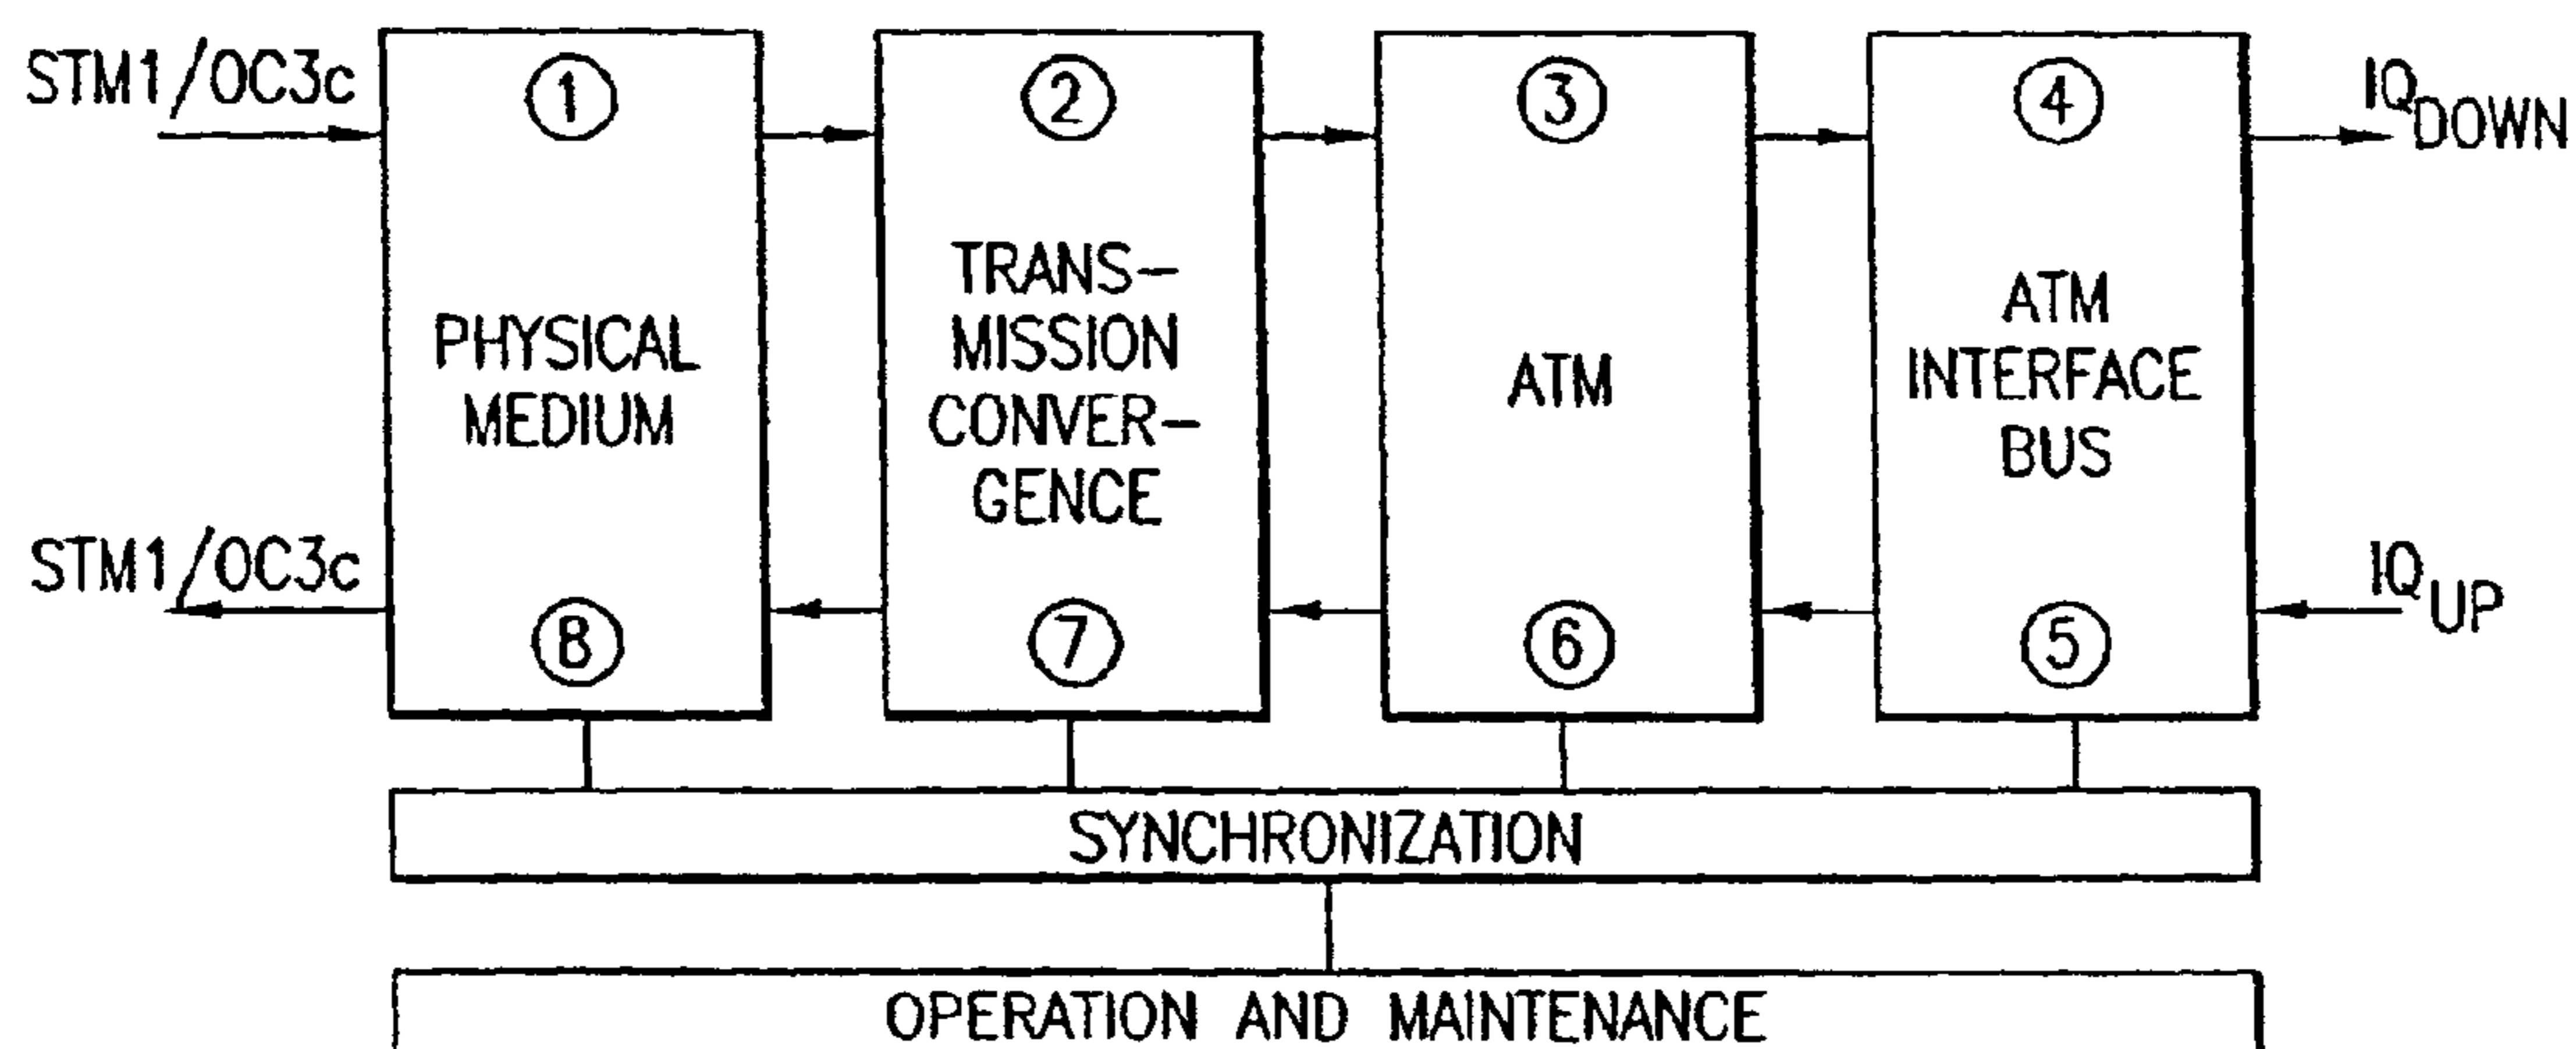 STM1/OC3c
①
②
③
④
IQDOWN
PHYSICAL
MEDIUM
TRANS-
MISSION
CONVER-
GENCE
ATM
ATM
INTERFACE
BUS
STM1/OC3c
⑧
⑦
⑥
⑤
IQUP
SYNCHRONIZATION
OPERATION AND MAINTENANCE